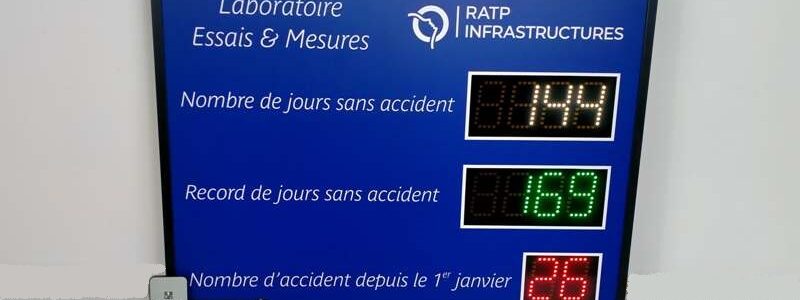 Laboratoire
Essais & Mesures
RATP
INFRASTRUCTURES
Nombre de jours sans accident 144
Record de jours sans accident 169
Nombre d'accident depuis le 1er janvier 26